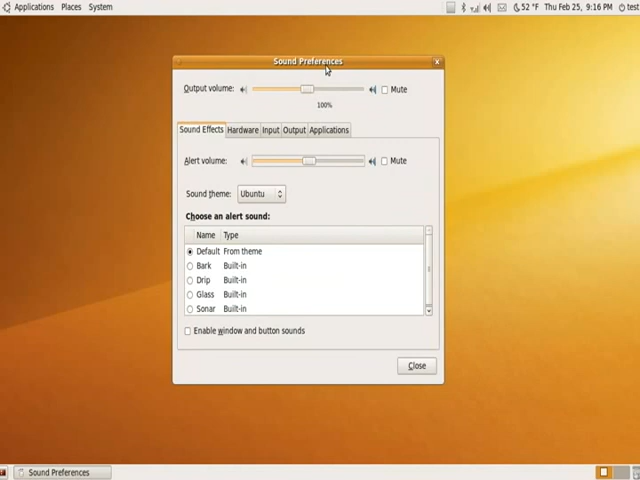 Applications Places System 52 °F Thu Feb 25, 9:16 PM test
Sound Preferences
Output volume: Mute
100%
Sound Effects Hardware Input Output Applications
Alert volume: Mute
Sound theme: Ubuntu
Choose an alert sound:
Name Type
Default From theme
Bark Built-in
Drip Built-in
Glass Built-in
Sonar Built-in
Enable window and button sounds
Close
Sound Preferences